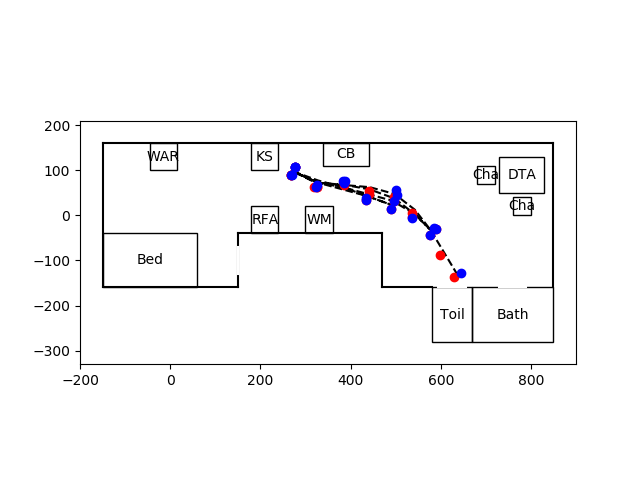 200
100
0
−100
−200
−300
WAR
KS
CB
Cha
DTA
Cha
RFA
WM
Bed
Toil
Bath
−200
0
200
400
600
800